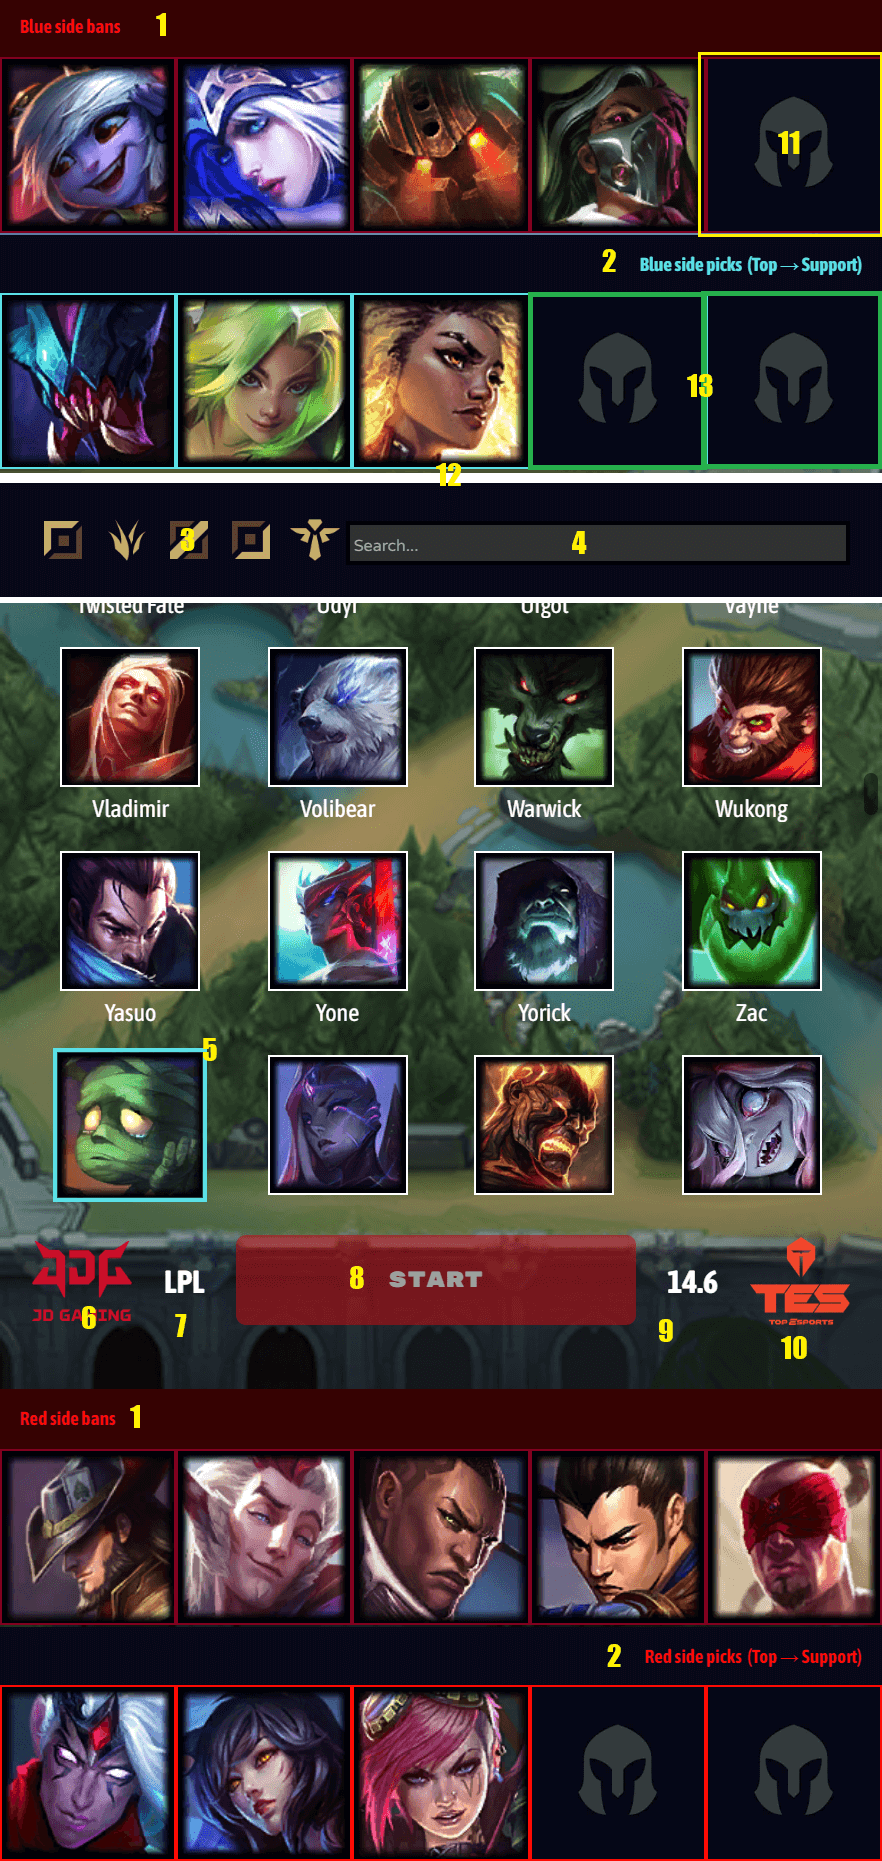 Blue side bans 1
11
2 Blue side picks (Top → Support)
13
12
3 Search... 4
Twisted Fate Udyr Urgot Vayne
Vladimir Volibear Warwick Wukong
Yasuo Yone Yorick Zac
5
JDG LPL 8 START 14.6 TES
JD GAMING 6 7 9 TOP ESPORTS 10
Red side bans 1
2 Red side picks (Top → Support)